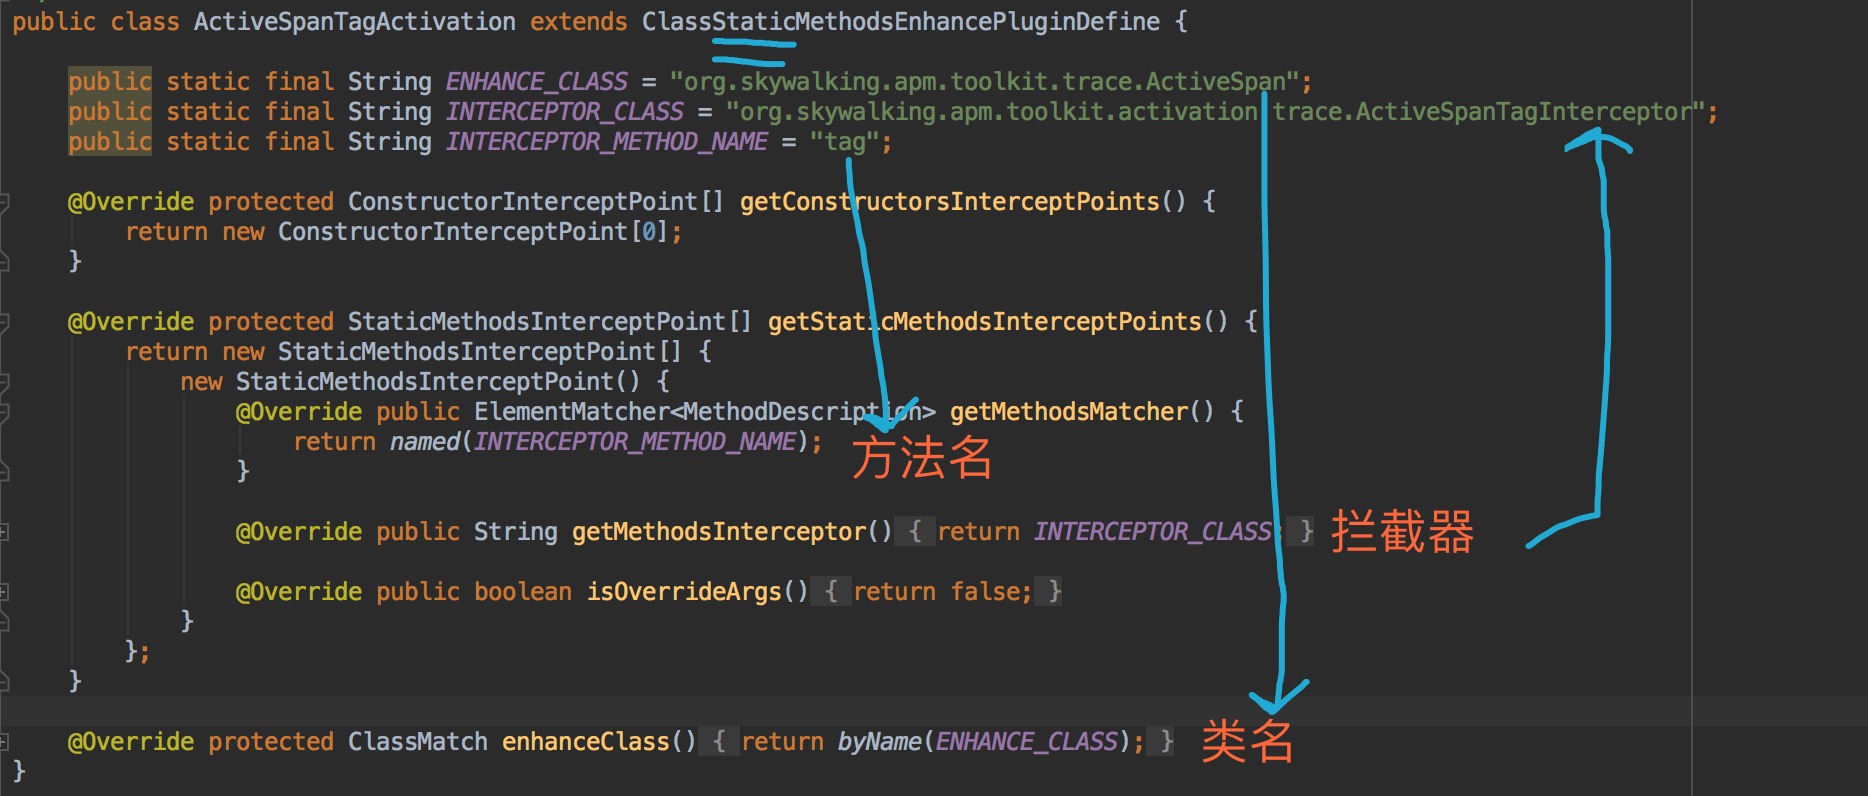 public class ActiveSpanTagActivation extends ClassStaticMethodsEnhancePluginDefine {
public static final String ENHANCE_CLASS = "org.skywalking.apm.toolkit.trace.ActiveSpan";
public static final String INTERCEPTOR_CLASS = "org.skywalking.apm.toolkit.activation.trace.ActiveSpanTagInterceptor";
public static final String INTERCEPTOR_METHOD_NAME = "tag";
@Override protected ConstructorInterceptPoint[] getConstructorsInterceptPoints() {
return new ConstructorInterceptPoint[0];
}
@Override protected StaticMethodsInterceptPoint[] getStaticMethodsInterceptPoints() {
return new StaticMethodsInterceptPoint[] {
new StaticMethodsInterceptPoint() {
@Override public ElementMatcher<MethodDescription> getMethodsMatcher() {
return named(INTERCEPTOR_METHOD_NAME); 方法名
}
@Override public String getMethodsInterceptor() { return INTERCEPTOR_CLASS; } 拦截器
@Override public boolean isOverrideArgs() { return false; }
}
};
}
@Override protected ClassMatch enhanceClass() { return byName(ENHANCE_CLASS); } 类名
}